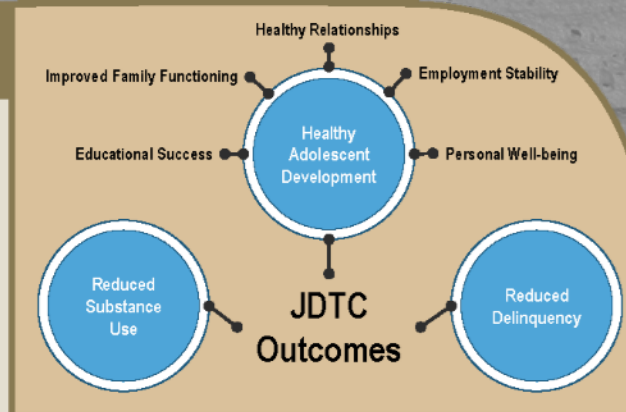 Healthy Relationships
Improved Family Functioning
Employment Stability
Educational Success
Healthy
Adolescent
Development
Personal Well-being
Reduced
Substance
Use
JDTC
Outcomes
Reduced
Delinquency